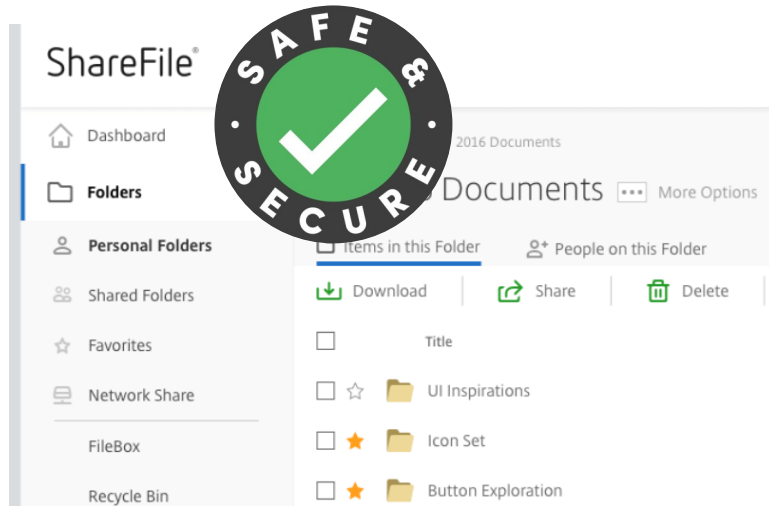 ShareFile®
SAFE & SECURE
Dashboard
2016 Documents
Folders
Documents
More Options
Personal Folders
Items in this Folder
People on this Folder
Shared Folders
Download
Share
Delete
Favorites
Title
Network Share
UI Inspirations
FileBox
Icon Set
Recycle Bin
Button Exploration